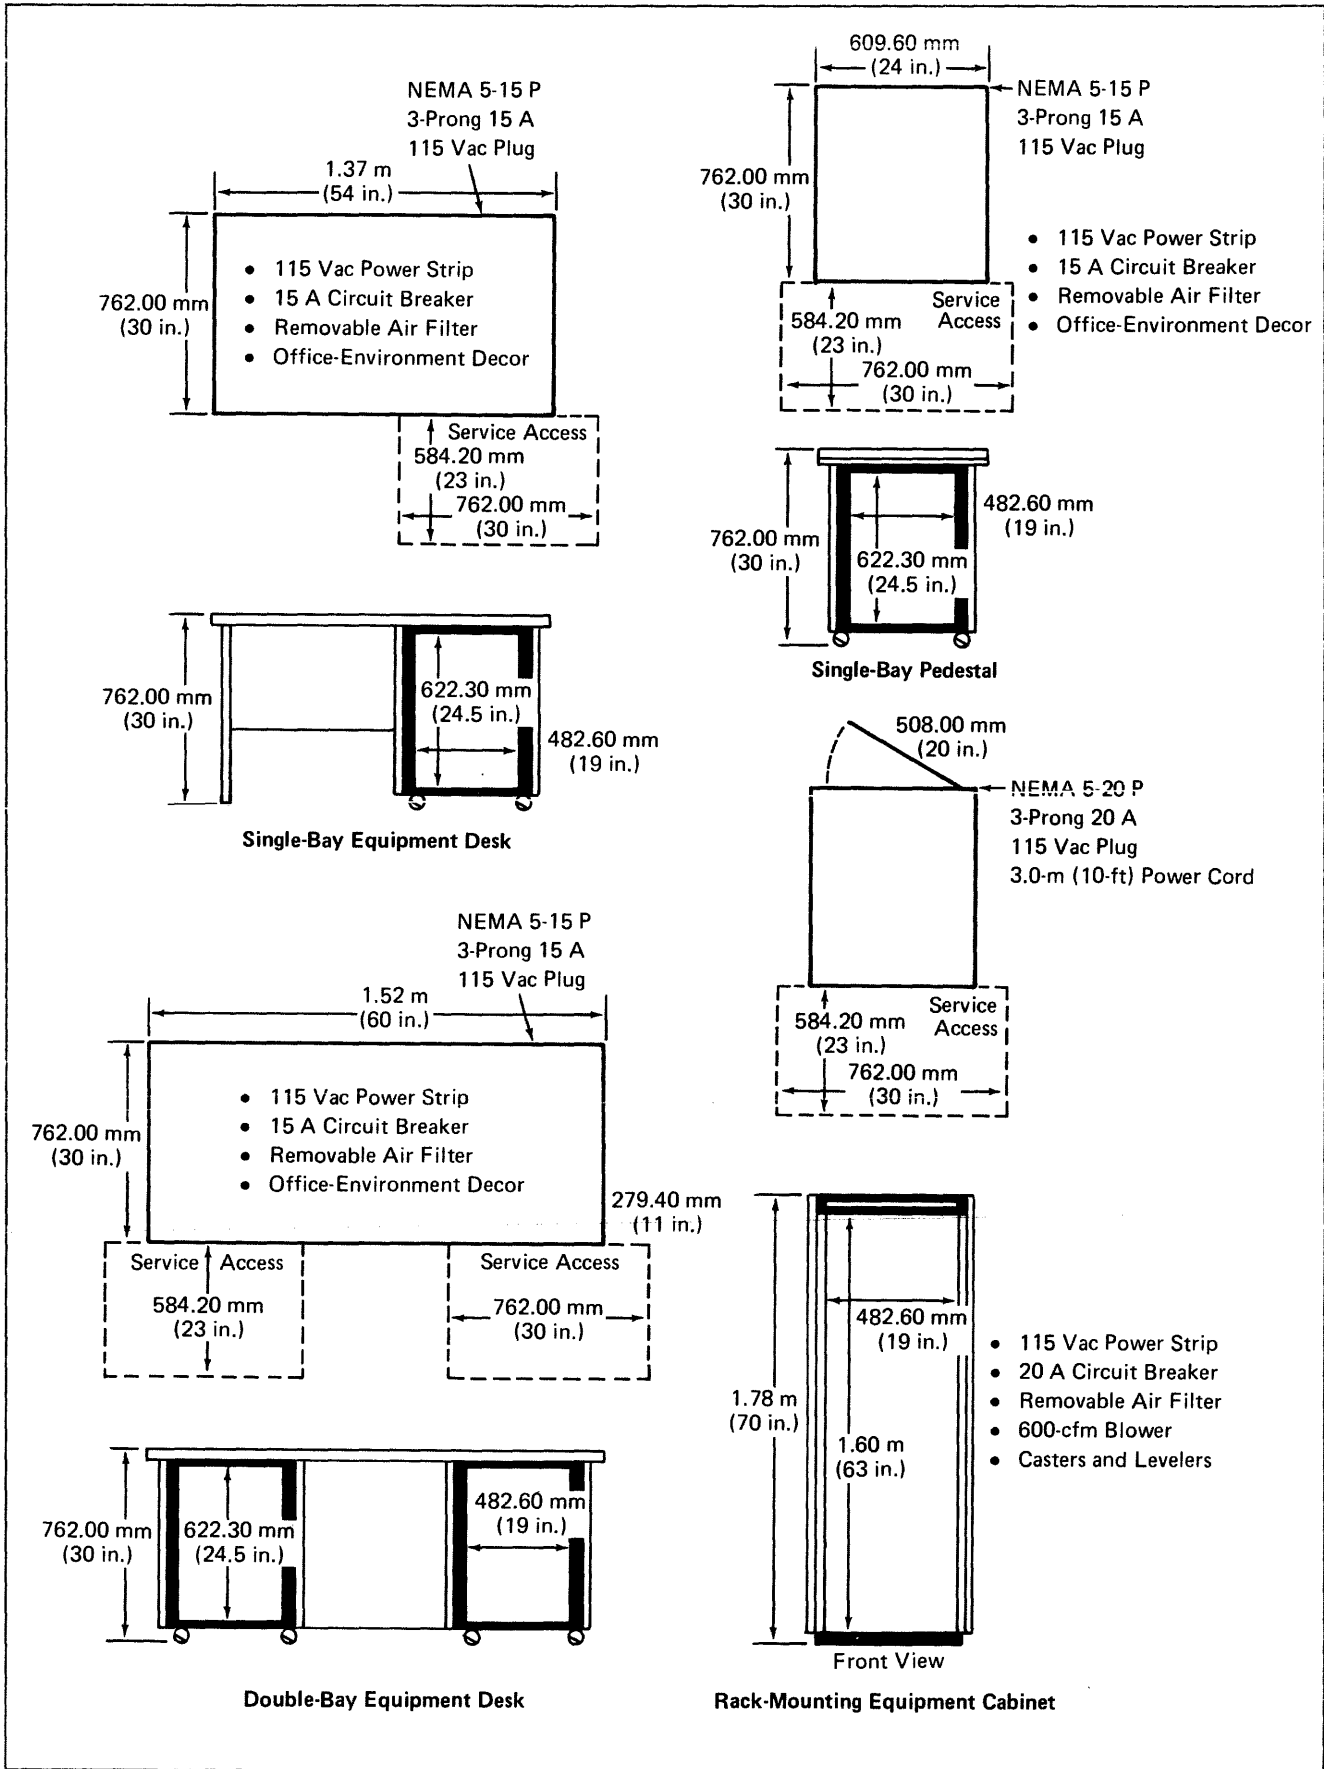 NEMA 5-15 P
3-Prong 15 A
115 Vac Plug
1.37 m
(54 in.)
762.00 mm
(30 in.)
• 115 Vac Power Strip
• 15 A Circuit Breaker
• Removable Air Filter
• Office-Environment Decor
Service Access
584.20 mm
(23 in.)
762.00 mm
(30 in.)
762.00 mm
(30 in.)
622.30 mm
(24.5 in.)
482.60 mm
(19 in.)
Single-Bay Equipment Desk
609.60 mm
(24 in.)
NEMA 5-15 P
3-Prong 15 A
115 Vac Plug
762.00 mm
(30 in.)
• 115 Vac Power Strip
• 15 A Circuit Breaker
• Removable Air Filter
• Office-Environment Decor
Service
Access
584.20 mm
(23 in.)
762.00 mm
(30 in.)
762.00 mm
(30 in.)
482.60 mm
(19 in.)
622.30 mm
(24.5 in.)
Single-Bay Pedestal
NEMA 5-15 P
3-Prong 15 A
115 Vac Plug
1.52 m
(60 in.)
762.00 mm
(30 in.)
• 115 Vac Power Strip
• 15 A Circuit Breaker
• Removable Air Filter
• Office-Environment Decor
279.40 mm
(11 in.)
Service Access
584.20 mm
(23 in.)
Service Access
762.00 mm
(30 in.)
762.00 mm
(30 in.)
622.30 mm
(24.5 in.)
482.60 mm
(19 in.)
Double-Bay Equipment Desk
508.00 mm
(20 in.)
NEMA 5-20 P
3-Prong 20 A
115 Vac Plug
3.0-m (10-ft) Power Cord
Service
Access
584.20 mm
(23 in.)
762.00 mm
(30 in.)
482.60 mm
(19 in.)
1.78 m
(70 in.)
1.60 m
(63 in.)
• 115 Vac Power Strip
• 20 A Circuit Breaker
• Removable Air Filter
• 600-cfm Blower
• Casters and Levelers
Front View
Rack-Mounting Equipment Cabinet